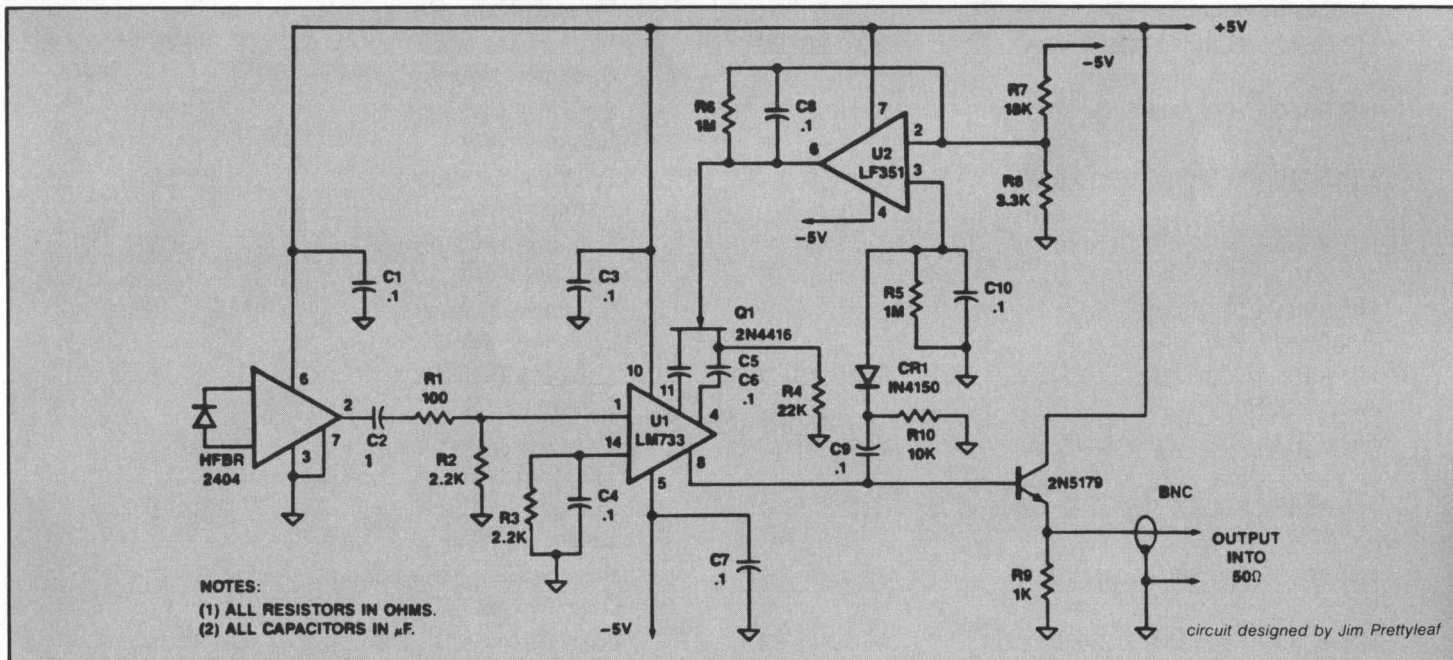 +5V
-5V
R6
1M
C8
.1
7
6
2
U2
LF351
3
4
-5V
R7
18K
R8
3.3K
C1
.1
C3
.1
Q1
2N4416
R5
1M
C10
.1
C5
C6
.1
R4
22K
CR1
IN4150
R10
10K
C9
.1
6
2
7
3
HFBR
2404
C2
1
R1
100
R2
2.2K
10
11
1
4
U1
LM733
14
8
5
R3
2.2K
C4
.1
C7
.1
-5V
2N5179
BNC
R9
1K
OUTPUT
INTO
50Ω
NOTES:
(1) ALL RESISTORS IN OHMS.
(2) ALL CAPACITORS IN μF.
circuit designed by Jim Prettyleaf